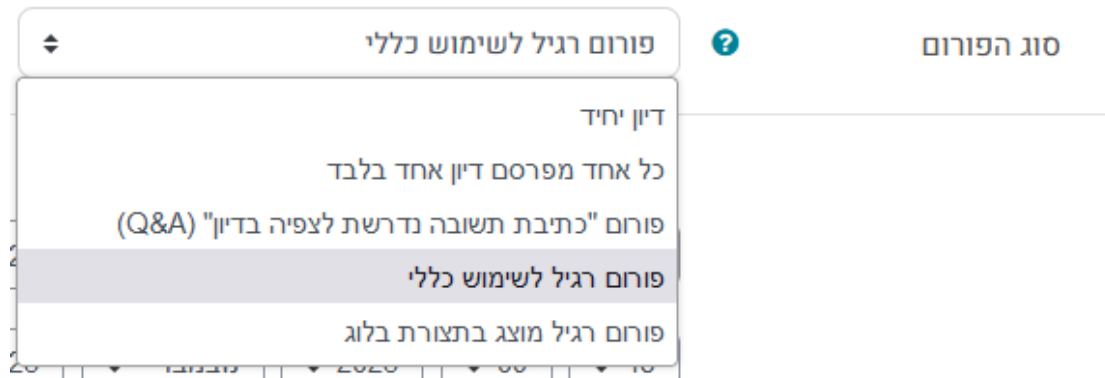 סוג הפורום
פורום רגיל לשימוש כללי
דיון יחיד
כל אחד מפרסם דיון אחד בלבד
פורום "כתיבת תשובה נדרשת לצפיה בדיון" (Q&A)
פורום רגיל לשימוש כללי
פורום רגיל מוצג בתצורת בלוג